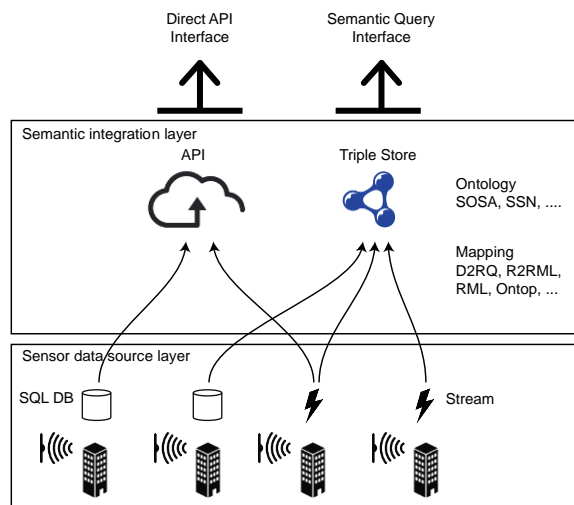 Direct API
Interface
Semantic Query
Interface
Semantic integration layer
API
Triple Store
Ontology
SOSA, SSN, ....
Mapping
D2RQ, R2RML,
RML, Ontop, ...
Sensor data source layer
SQL DB
Stream